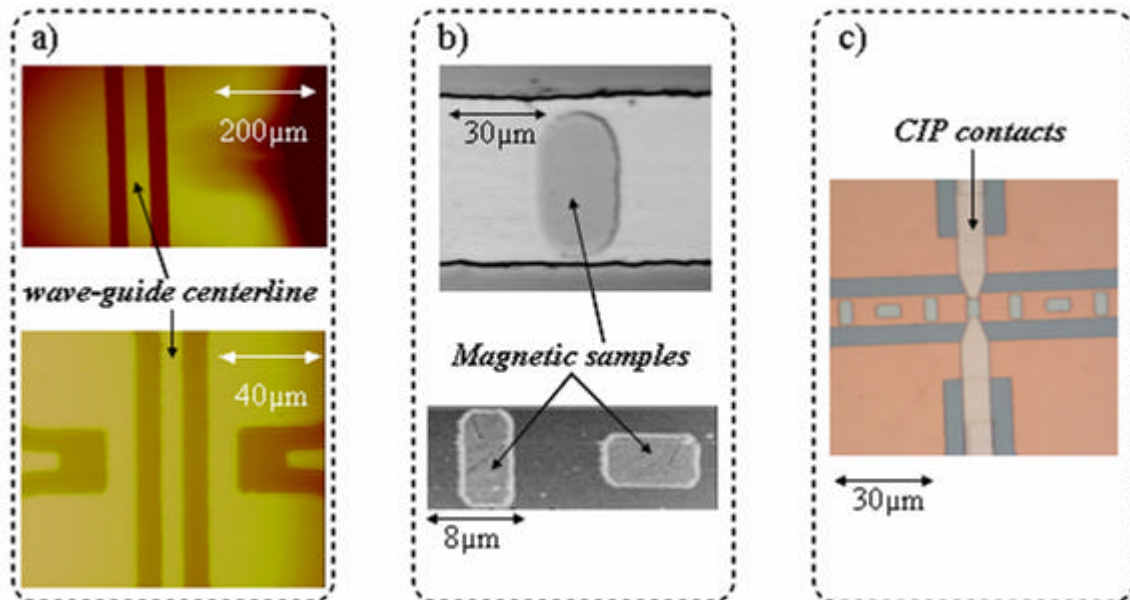 a)
200μm
wave-guide centerline
40μm
b)
30μm
Magnetic samples
8μm
c)
CIP contacts
30μm